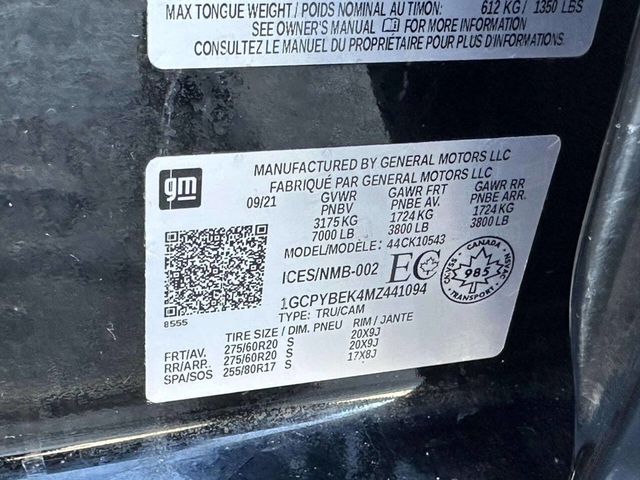 MAX TONGUE WEIGHT / POIDS NOMINAL AU TIMON: 612 KG / 1350 LBS
SEE OWNER'S MANUAL FOR MORE INFORMATION
CONSULTEZ LE MANUEL DU PROPRIÉTAIRE POUR PLUS D'INFORMATIONS.
gm
MANUFACTURED BY GENERAL MOTORS LLC
FABRIQUÉ PAR GENERAL MOTORS LLC
09/21 GVWR GAWR FRT GAWR RR
PNBV PNBE AV. PNBE ARR.
3175 KG 1724 KG 1724 KG
7000 LB 3800 LB 3800 LB
MODEL/MODÈLE: 44CK10543
ICES/NMB-002 EC
CANADA
985
1GCPYBEK4MZ441094
8555
TYPE: TRU/CAM
TIRE SIZE / DIM. PNEU RIM / JANTE
FRT/AV. 275/60R20 S 20X9J
RR/ARR. 275/60R20 S 20X9J
SPA/SOS 255/80R17 S 17X8J